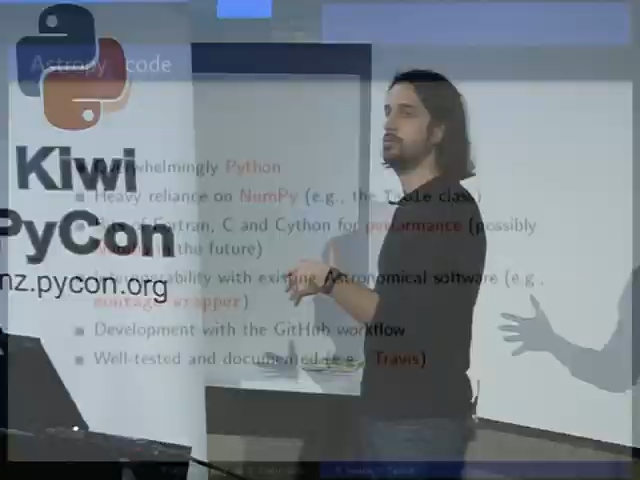 Astropy code
Kiwi
PyCon
nz.pycon.org
Overwhelmingly Python
Heavy reliance on NumPy (e.g., the Table class)
of Fortran, C and Cython for (possibly
the future)
Interoperability with existing astronomical software (e.g.,
montage wrapper)
Development with the GitHub workflow
Well-tested and documented (e.g., Travis)